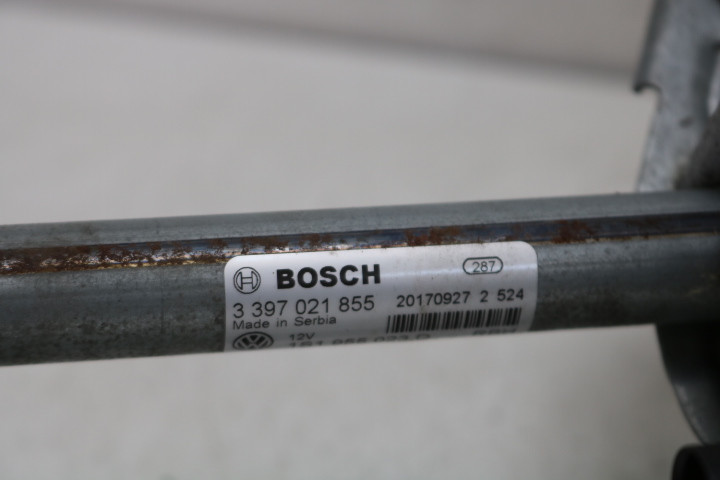 BOSCH 287
3 397 021 855 20170927 2 524
Made in Serbia
12V